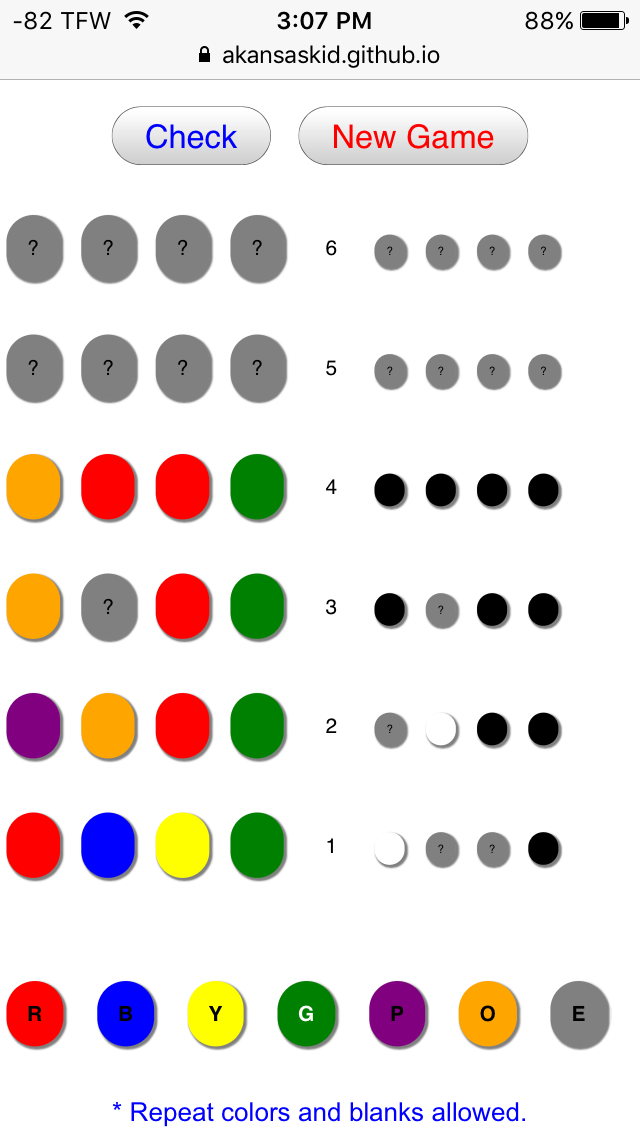 -82 TFW 3:07 PM 88%
akansaskid.github.io
Check New Game
? ? ? ? 6 ? ? ? ?
? ? ? ? 5 ? ? ? ?
4
? 3 ?
2 ?
1 ? ?
R B Y G P O E
* Repeat colors and blanks allowed.